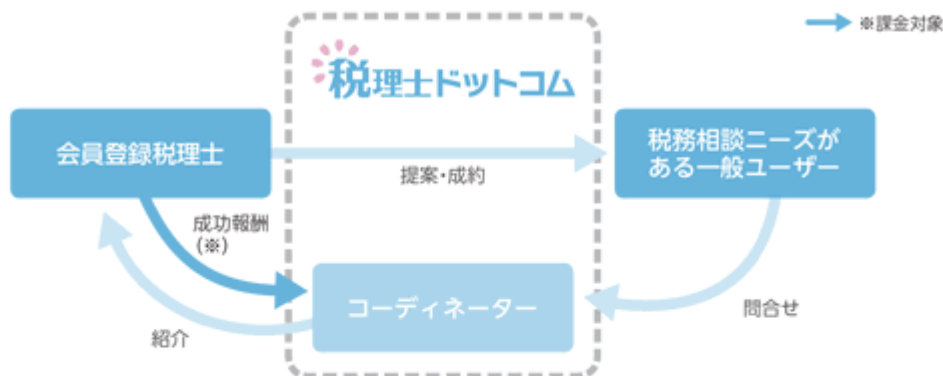 ※課金対象
税理士ドットコム
会員登録税理士
税務相談ニーズが
ある一般ユーザー
提案・成約
成功報酬
(※)
コーディネーター
問合せ
紹介